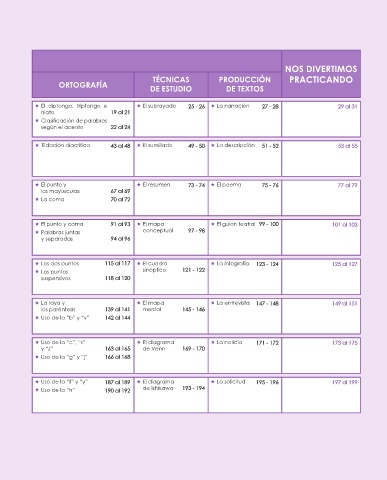 ORTOGRAFÍA
TÉCNICAS
DE ESTUDIO
PRODUCCIÓN
DE TEXTOS
NOS DIVERTIMOS
PRACTICANDO
★ El diptongo, triptongo e
hiato 19 al 21
★ Clasificación de palabras
según el acento 22 al 24
★ El subrayado 25 - 26
★ La narración 27 - 28
29 al 31
★ El tilación diacrítica 43 al 48
★ El sumillado 49 - 50
★ La descripción 51 - 52
53 al 55
★ El punto y
las mayúsculas 67 al 69
★ La coma 70 al 72
★ El resumen 73 - 74
★ El poema 75 - 76
77 al 79
★ El punto y coma 91 al 93
★ Palabras juntas
y separadas 94 al 96
★ El mapa
conceptual 97 - 98
★ El guion teatral 99 - 100
101 al 103
★ Los dos puntos 115 al 117
★ Los puntos
suspensivos 118 al 120
★ El cuadro
sinóptico 121 - 122
★ La infografía 123 - 124
125 al 127
★ La raya y
los paréntesis 139 al 141
★ Uso de la "b" y "v" 142 al 144
★ El mapa
mental 145 - 146
★ La entrevista 147 - 148
149 al 151
★ Uso de la "c", "s"
y "z" 163 al 165
★ Uso de la "g" y "j" 166 al 168
★ El diagrama
de Venn 169 - 170
★ La noticia 171 - 172
173 al 175
★ Uso de la "ll" y "y" 187 al 189
★ Uso de la "h" 190 al 192
★ El diagrama
de Ishikawa 193 - 194
★ La solicitud 195 - 196
197 al 199